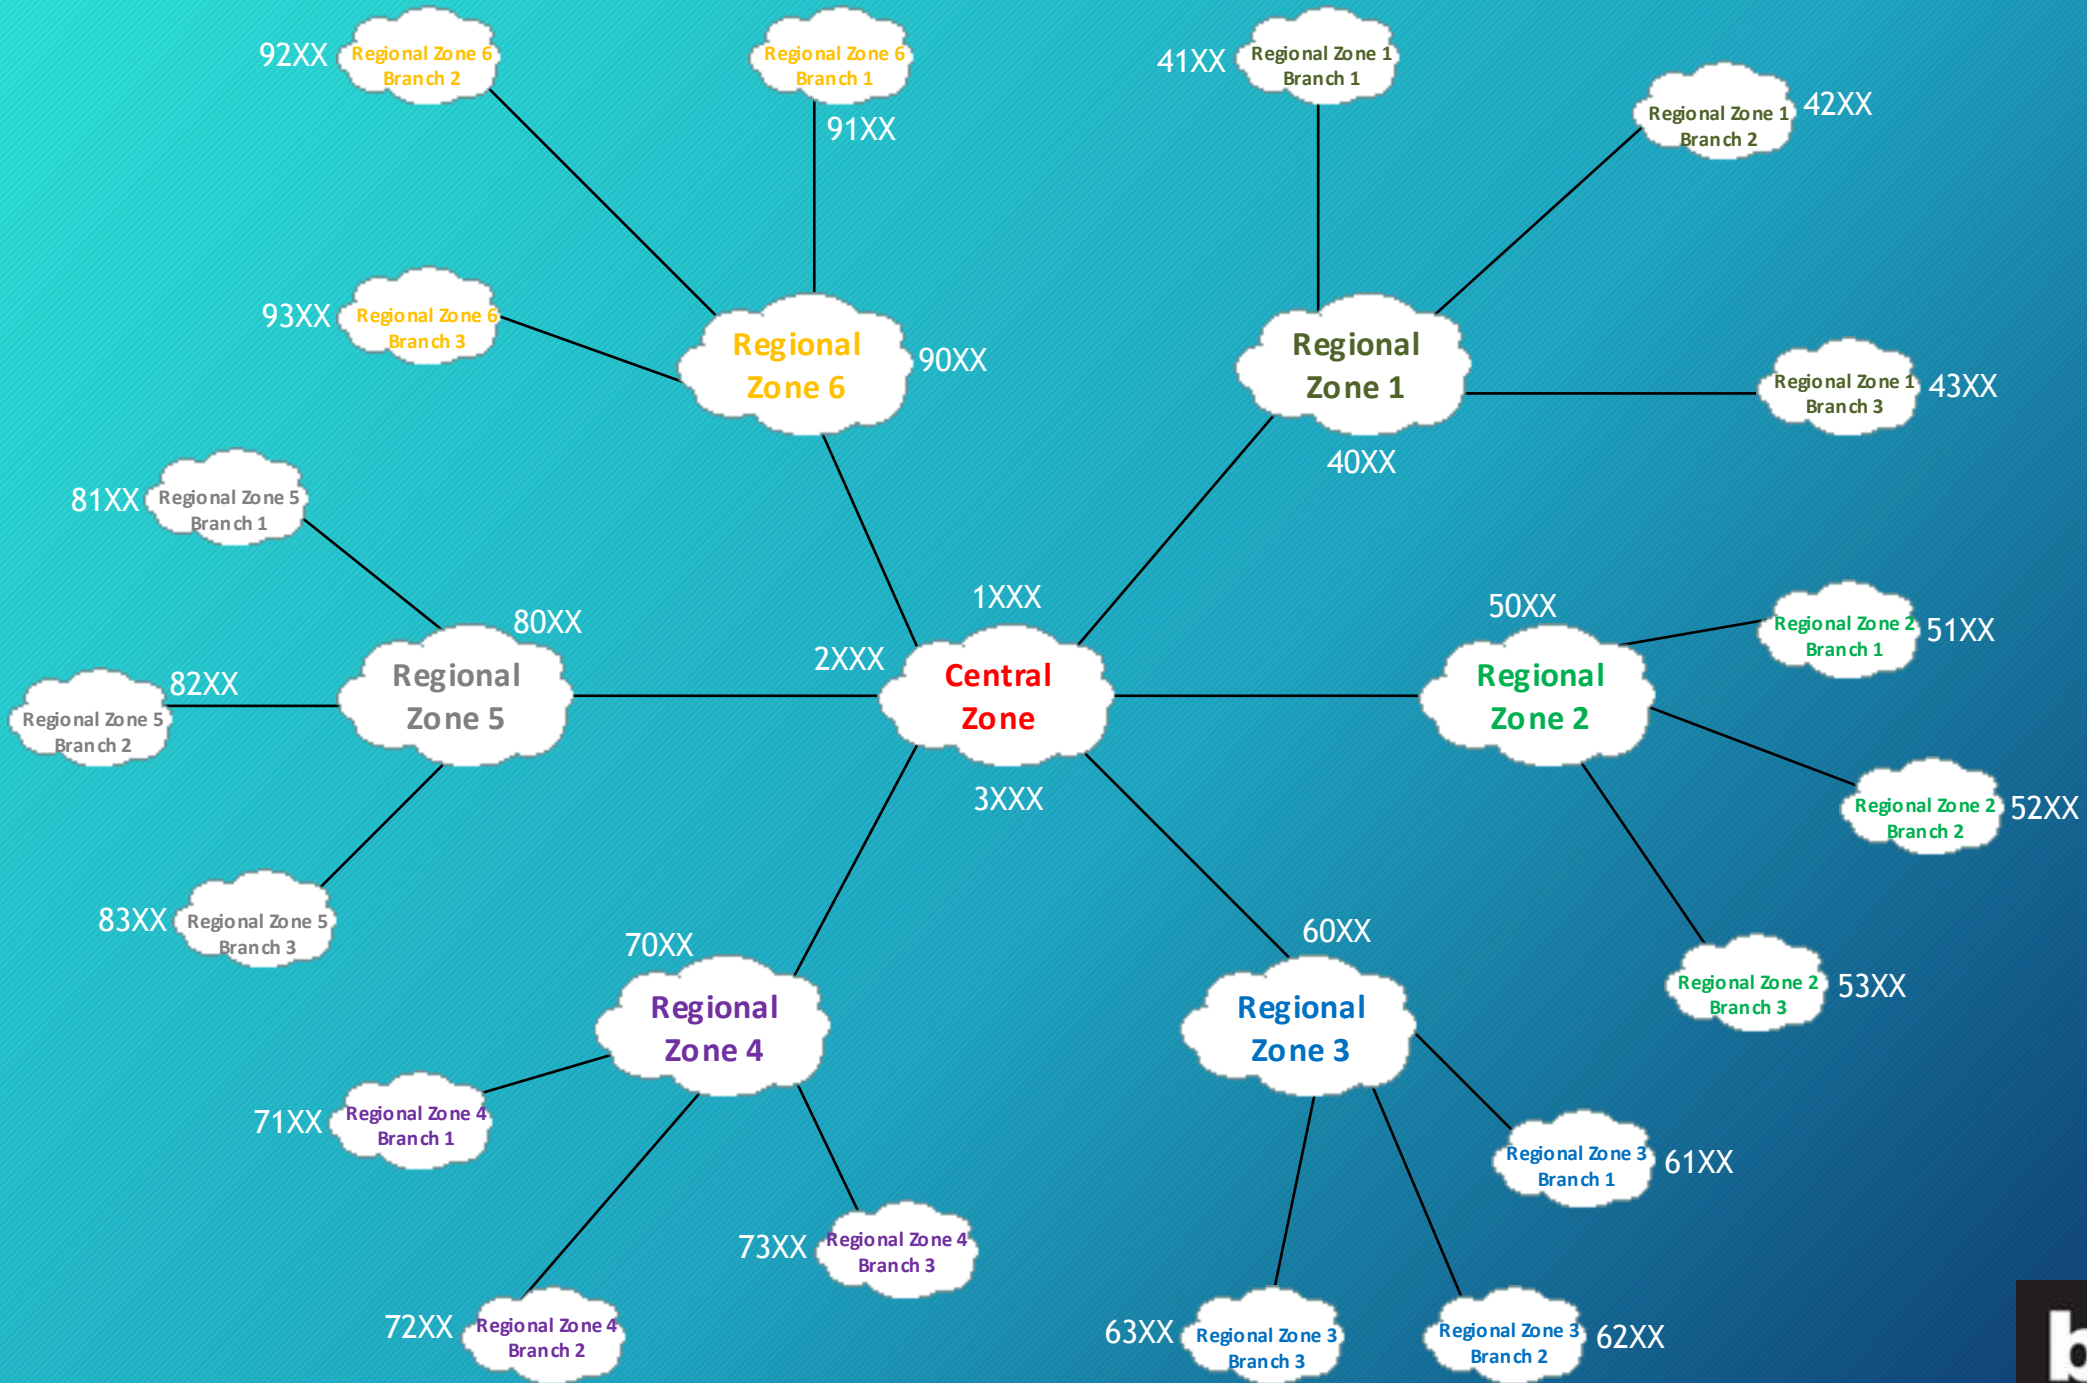 92XX
Regional Zone 6
Branch 2
Regional Zone 6
Branch 1
91XX
41XX
Regional Zone 1
Branch 1
Regional Zone 1
Branch 2
42XX
93XX
Regional Zone 6
Branch 3
Regional
Zone 6
90XX
Regional
Zone 1
40XX
Regional Zone 1
Branch 3
43XX
81XX
Regional Zone 5
Branch 1
80XX
82XX
Regional Zone 5
Branch 2
Regional
Zone 5
83XX
Regional Zone 5
Branch 3
1XXX
2XXX
Central
Zone
3XXX
50XX
Regional
Zone 2
Regional Zone 2
Branch 1
51XX
Regional Zone 2
Branch 2
52XX
Regional Zone 2
Branch 3
53XX
70XX
Regional
Zone 4
71XX
Regional Zone 4
Branch 1
73XX
Regional Zone 4
Branch 3
72XX
Regional Zone 4
Branch 2
60XX
Regional
Zone 3
Regional Zone 3
Branch 1
61XX
63XX
Regional Zone 3
Branch 3
Regional Zone 3
Branch 2
62XX
b